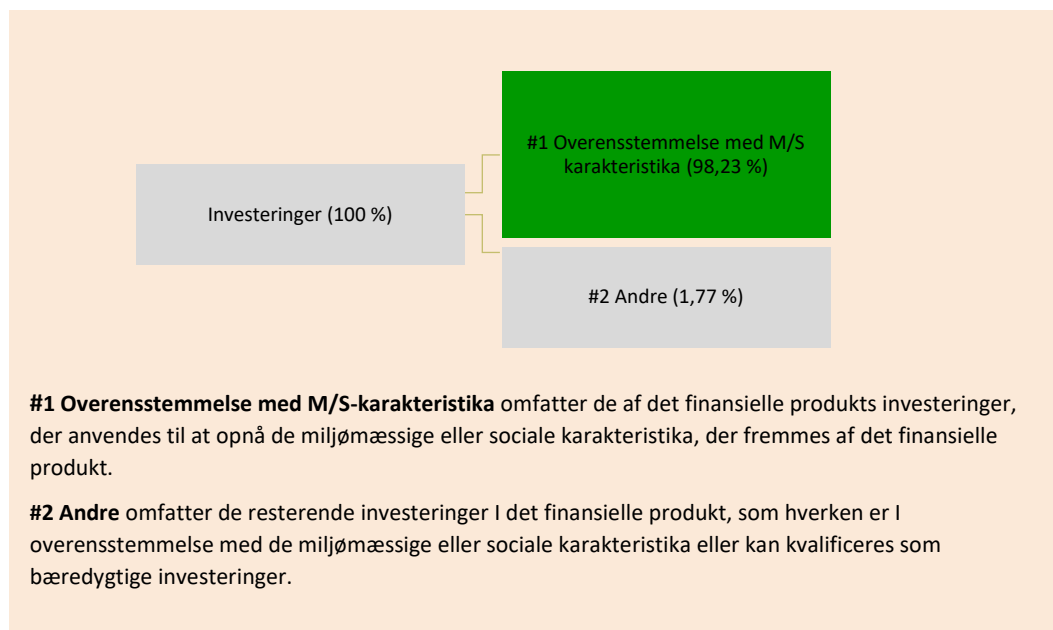 #1 Overensstemmelse med M/S
karakteristika (98,23 %)
Investeringer (100 %)
#2 Andre (1,77 %)
#1 Overensstemmelse med M/S-karakteristika omfatter de af det finansielle produkts investeringer,
der anvendes til at opnå de miljømæssige eller sociale karakteristika, der fremmes af det finansielle
produkt.
#2 Andre omfatter de resterende investeringer I det finansielle produkt, som hverken er I
overensstemmelse med de miljømæssige eller sociale karakteristika eller kan kvalificeres som
bæredygtige investeringer.